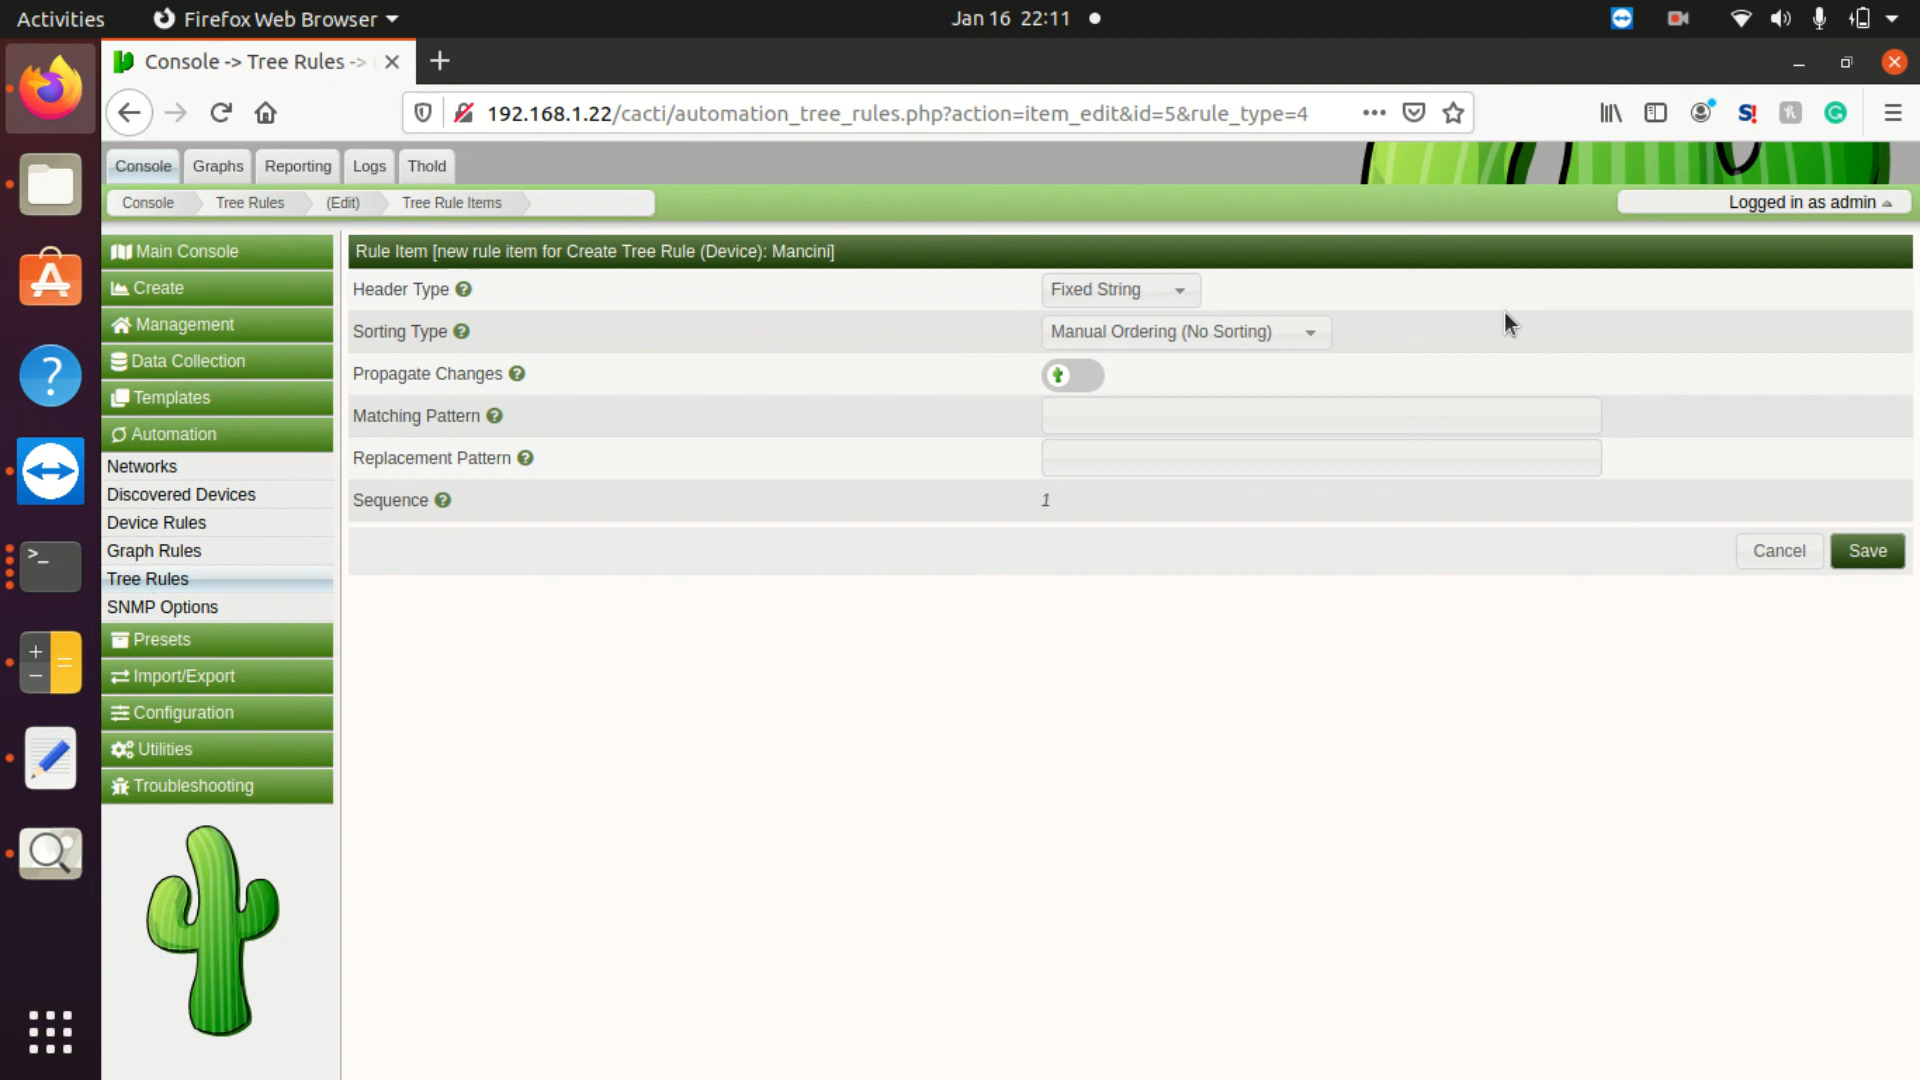 Activities
Firefox Web Browser
Jan 16 22:11
Console -> Tree Rules ->
192.168.1.22/cacti/automation_tree_rules.php?action=item_edit&id=5&rule_type=4
S!
Console
Graphs
Reporting
Logs
Thold
Console
Tree Rules
(Edit)
Tree Rule Items
Logged in as admin
Main Console
Create
Management
Data Collection
Templates
Automation
Networks
Discovered Devices
Device Rules
Graph Rules
Tree Rules
SNMP Options
Presets
Import/Export
Configuration
Utilities
Troubleshooting
Rule Item [new rule item for Create Tree Rule (Device): Mancini]
Header Type
Fixed String
Sorting Type
Manual Ordering (No Sorting)
Propagate Changes
Matching Pattern
Replacement Pattern
Sequence
1
Cancel
Save